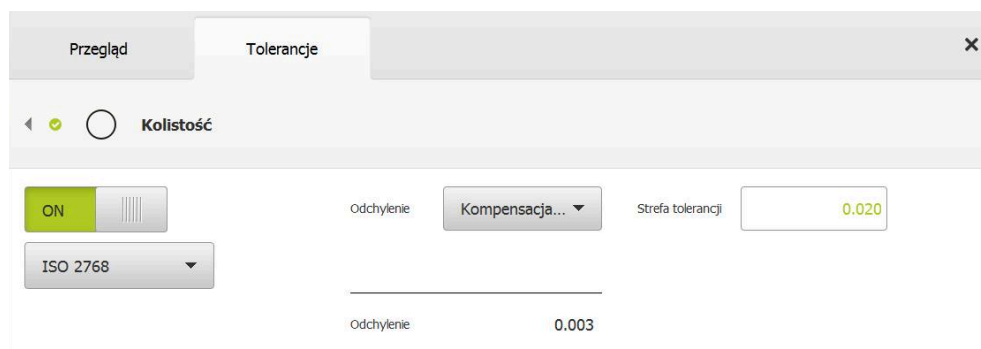 Przegląd Tolerancje ×
Kolistość
ON Odchylenie Kompensacja... Strefa tolerancji 0.020
ISO 2768
Odchylenie 0.003